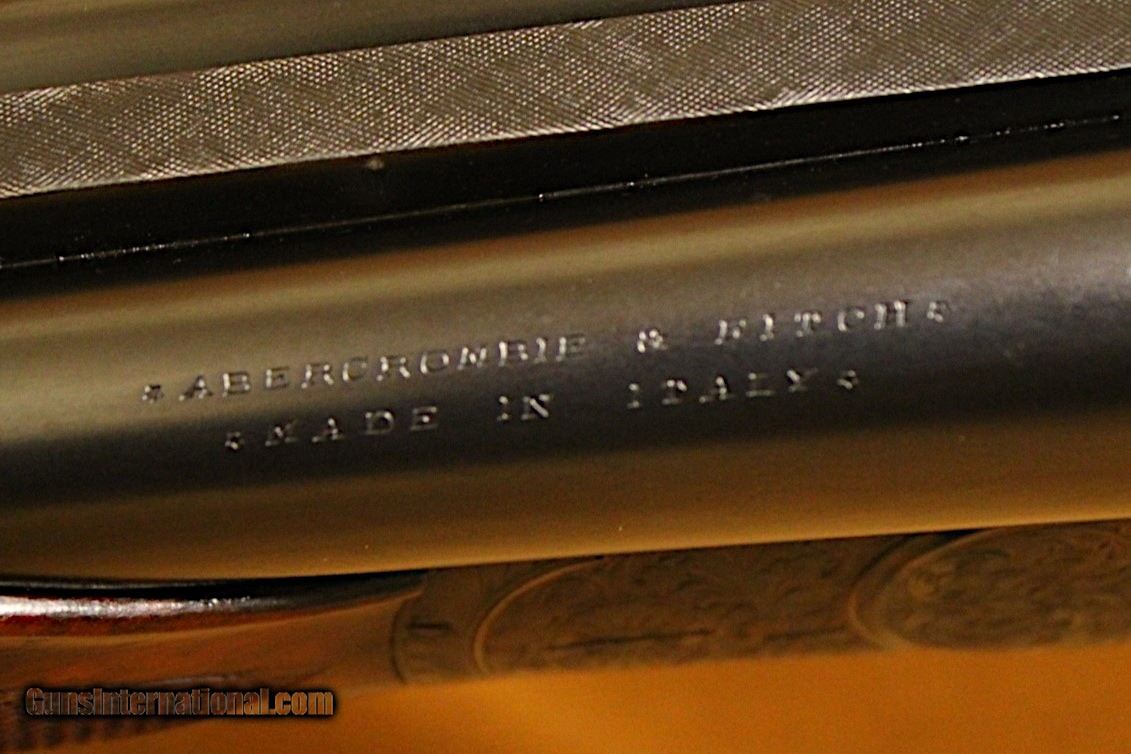 ABERCROMBIE & FITCH
MADE IN ITALY
GunsInternational.com